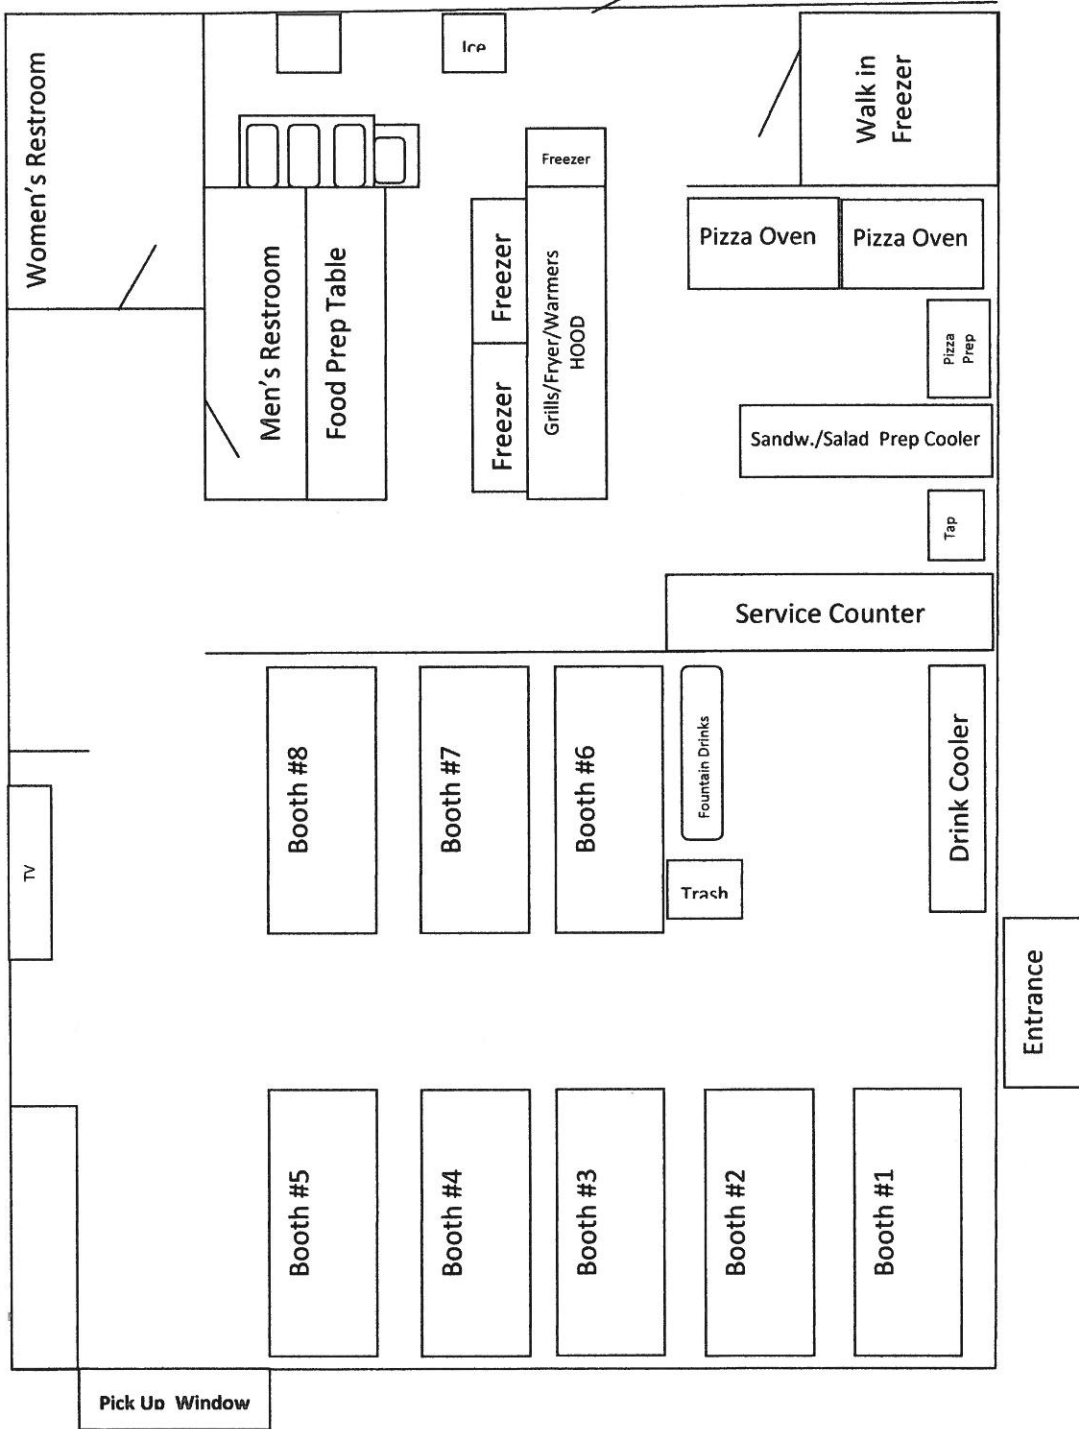 Women's Restroom
Ice
Walk in
Freezer
Freezer
Men's Restroom
Food Prep Table
Freezer
Freezer
Grills/Fryer/Warmers
HOOD
Pizza Oven
Pizza Oven
Pizza
Prep
Sandw./Salad Prep Cooler
Tap
Service Counter
Booth #8
Booth #7
Booth #6
Fountain Drinks
Drink Cooler
TV
Trash
Entrance
Booth #5
Booth #4
Booth #3
Booth #2
Booth #1
Pick Up Window